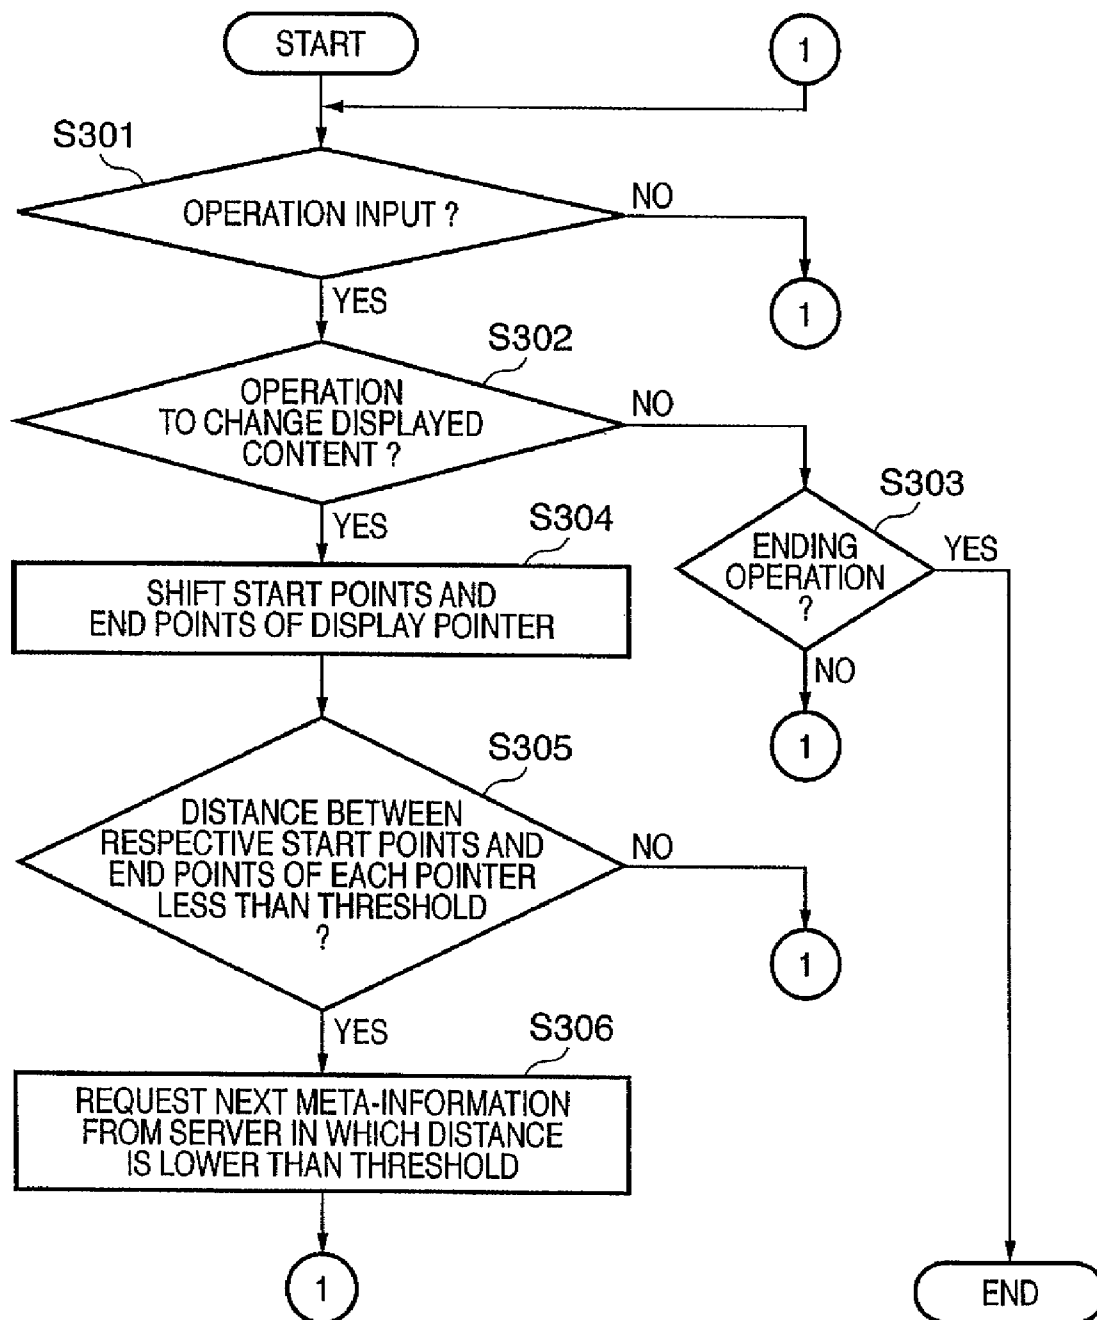 START
1
S301
OPERATION INPUT ?
NO
1
YES
S302
OPERATION
TO CHANGE DISPLAYED
CONTENT ?
NO
YES
S303
ENDING
OPERATION
?
YES
NO
1
S304
SHIFT START POINTS AND
END POINTS OF DISPLAY POINTER
S305
DISTANCE BETWEEN
RESPECTIVE START POINTS AND
END POINTS OF EACH POINTER
LESS THAN THRESHOLD
?
NO
1
YES
S306
REQUEST NEXT META-INFORMATION
FROM SERVER IN WHICH DISTANCE
IS LOWER THAN THRESHOLD
1
END